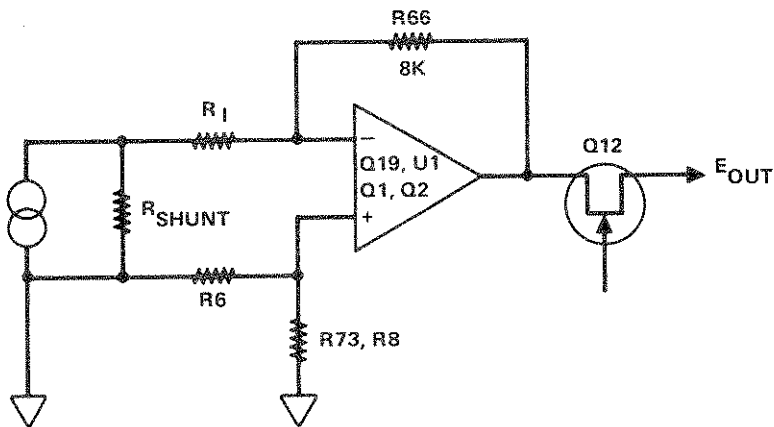 R66
8K
R I
Q12
−
Q19, U1
Q1, Q2
+
E OUT
R SHUNT
R6
R73, R8